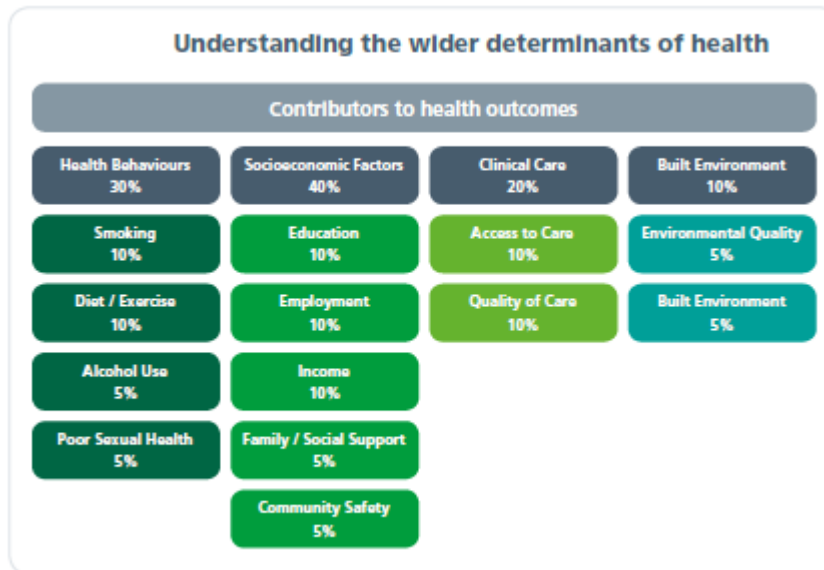 Understanding the wider determinants of health
Contributors to health outcomes
Health Behaviours
30%
Socioeconomic Factors
40%
Clinical Care
20%
Built Environment
10%
Smoking
10%
Education
10%
Access to Care
10%
Environmental Quality
5%
Diet / Exercise
10%
Employment
10%
Quality of Care
10%
Built Environment
5%
Alcohol Use
5%
Income
10%
Poor Sexual Health
5%
Family / Social Support
5%
Community Safety
5%